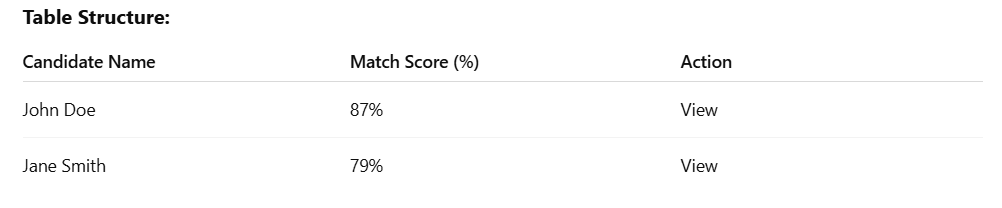 Table Structure:
Candidate Name Match Score (%) Action
John Doe 87% View
Jane Smith 79% View